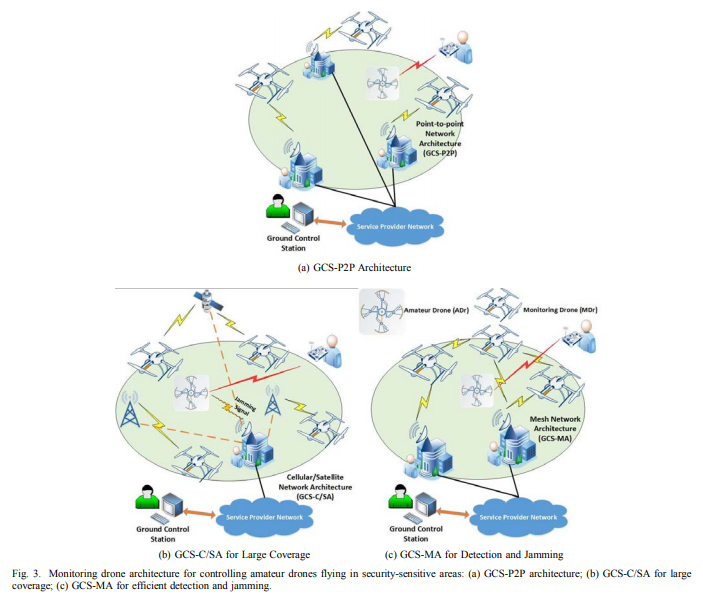 Point-to-point
Network
Architecture
(GCS-P2P)
Service Provider Network
Ground Control
Station
(a) GCS-P2P Architecture
Amateur Drone (ADr)
Monitoring Drone (MDr)
Jamming
Signal
Cellular/Satellite
Network Architecture
(GCS-C/SA)
Service Provider Network
Ground Control
Station
(b) GCS-C/SA for Large Coverage
Mesh Network
Architecture
(GCS-MA)
Service Provider Network
Ground Control
Station
(c) GCS-MA for Detection and Jamming
Fig. 3. Monitoring drone architecture for controlling amateur drones flying in security-sensitive areas: (a) GCS-P2P architecture; (b) GCS-C/SA for large
coverage; (c) GCS-MA for efficient detection and jamming.